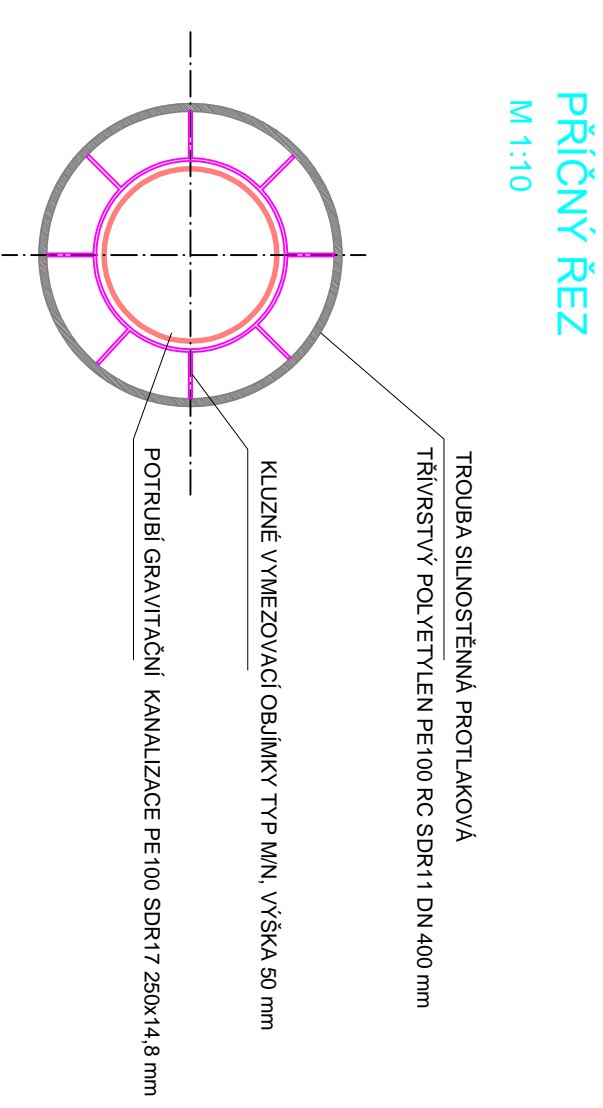 PŘÍČNÝ ŘEZ
M 1:10
TROUBA SILNOSTĚNNÁ PROTLAKOVÁ
TŘÍVRSTVÝ POLYETYLEN PE100 RC SDR11 DN 400 mm
KLUZNÉ VYMEZOVACÍ OBJÍMKY TYP M/N, VÝŠKA 50 mm
POTRUBÍ GRAVITAČNÍ KANALIZACE PE100 SDR17 250x14,8 mm